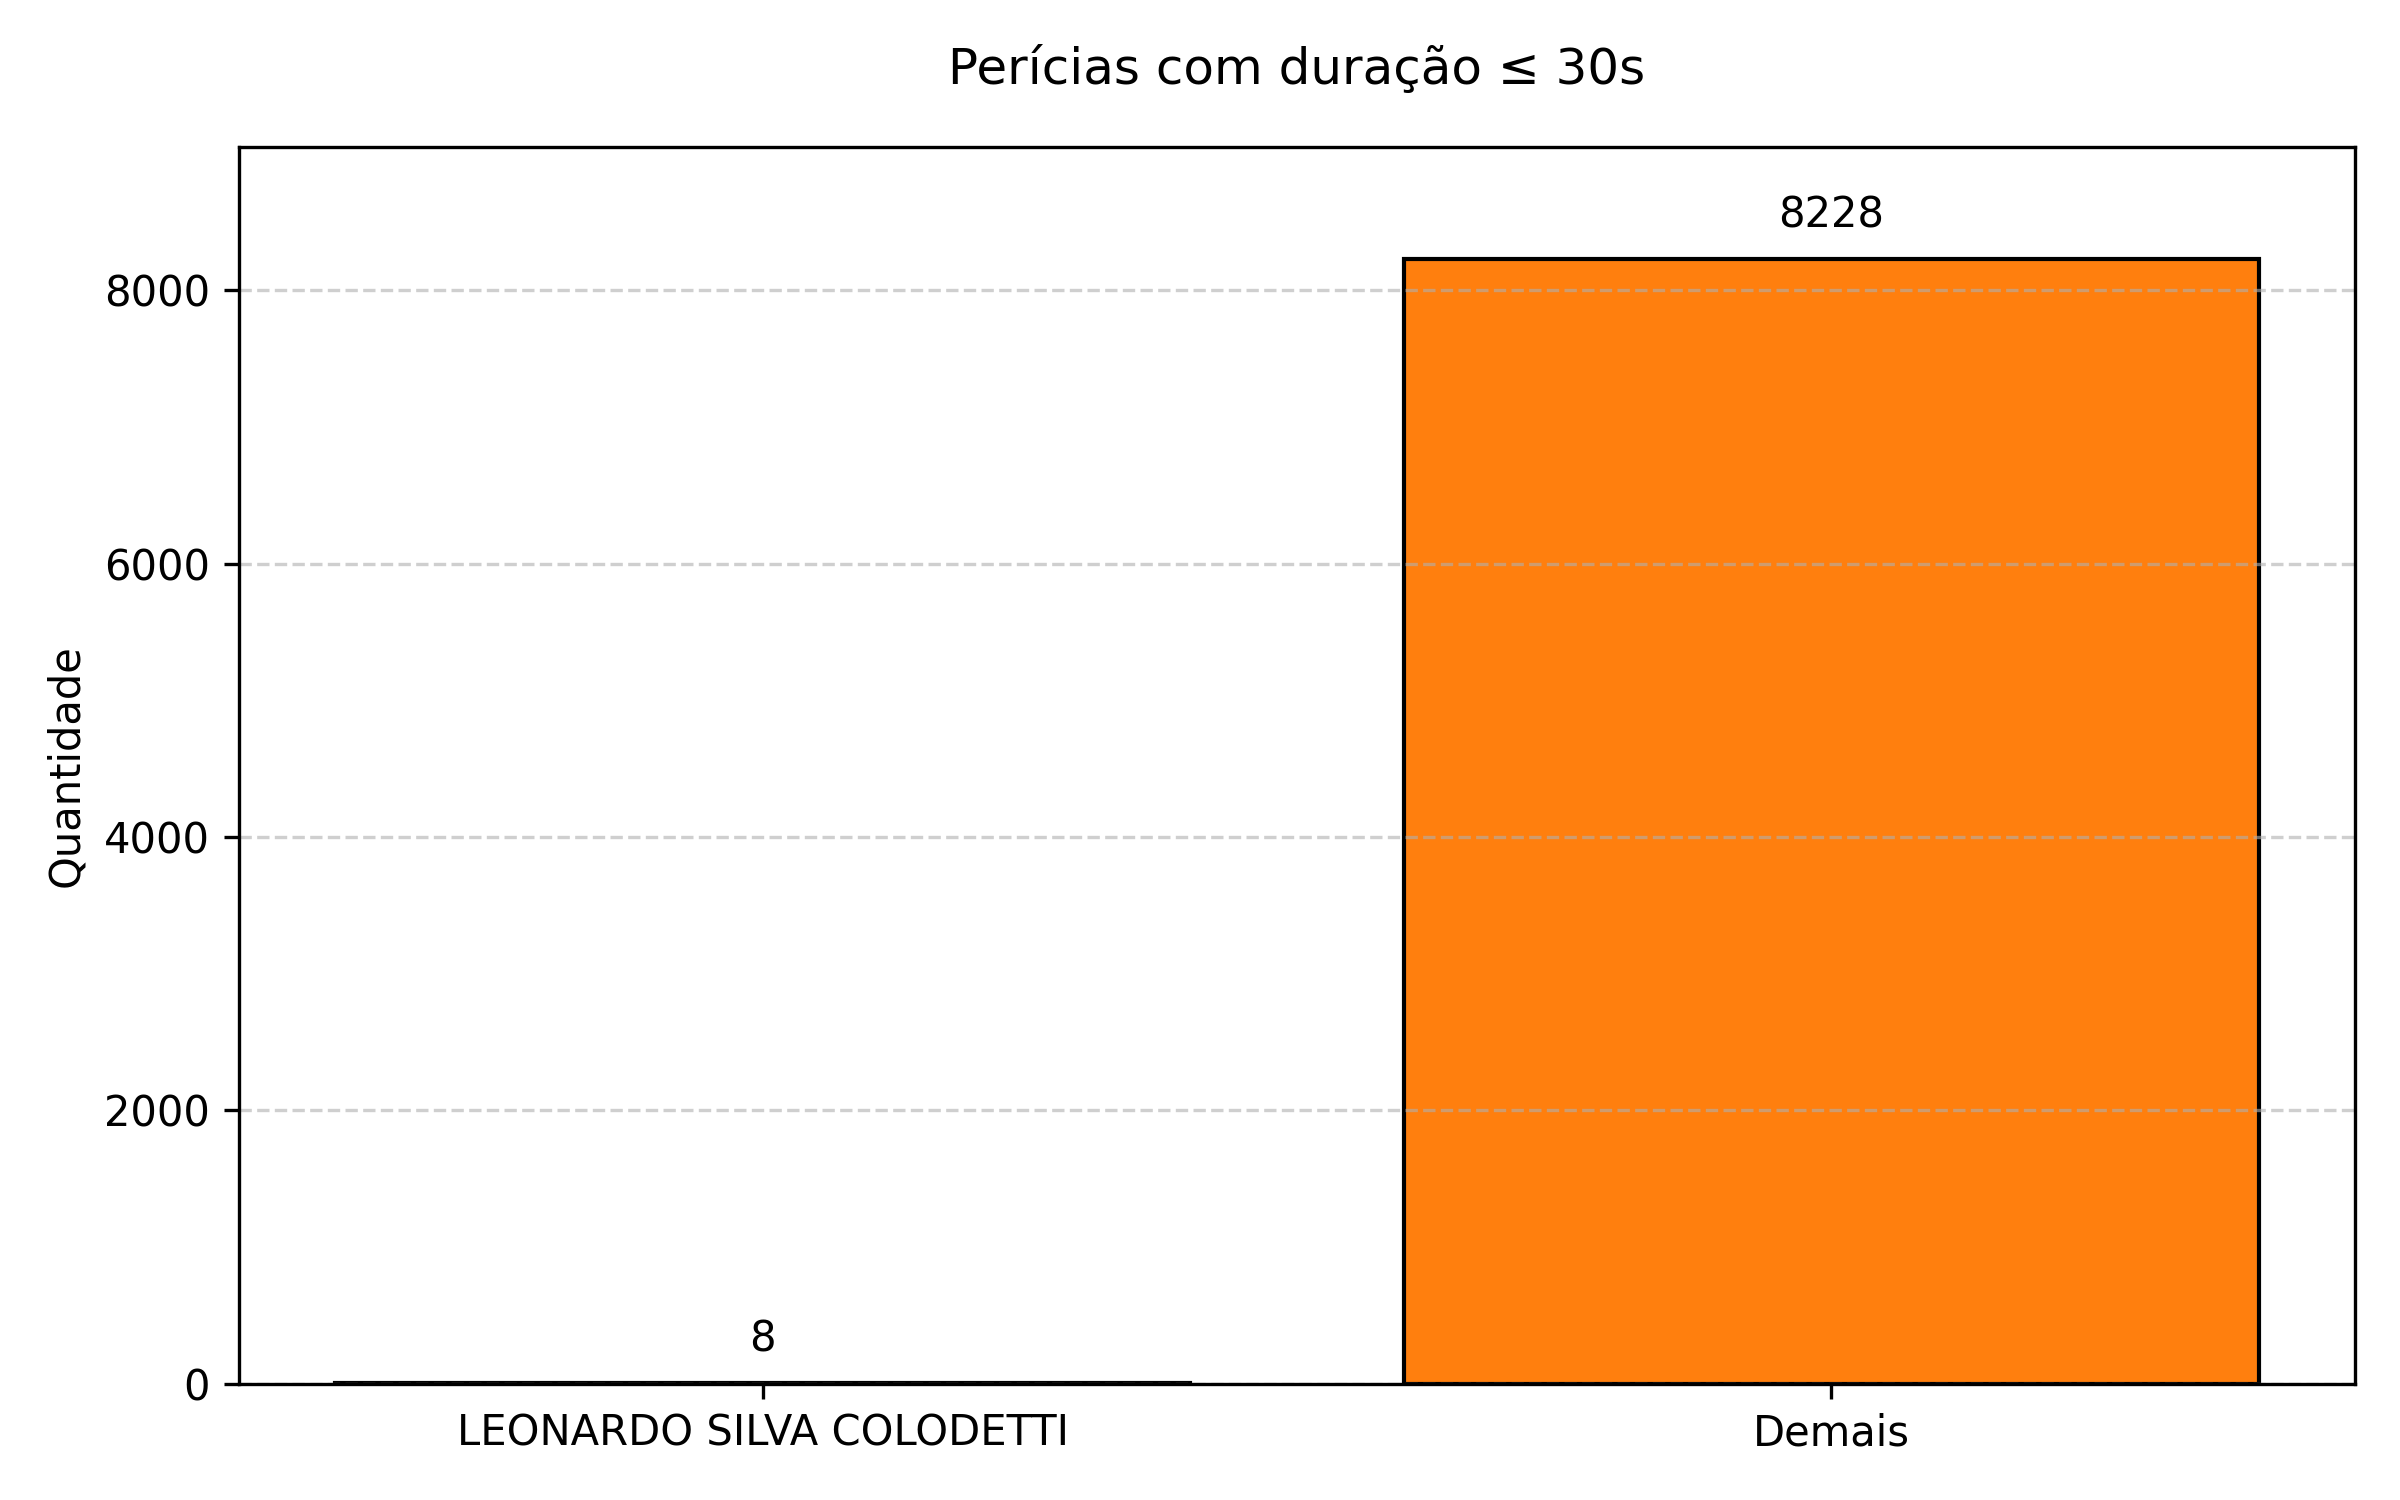 Perícias com duração ≤ 30s
Quantidade
8000
6000
4000
2000
0
8228
8
LEONARDO SILVA COLODETTI
Demais